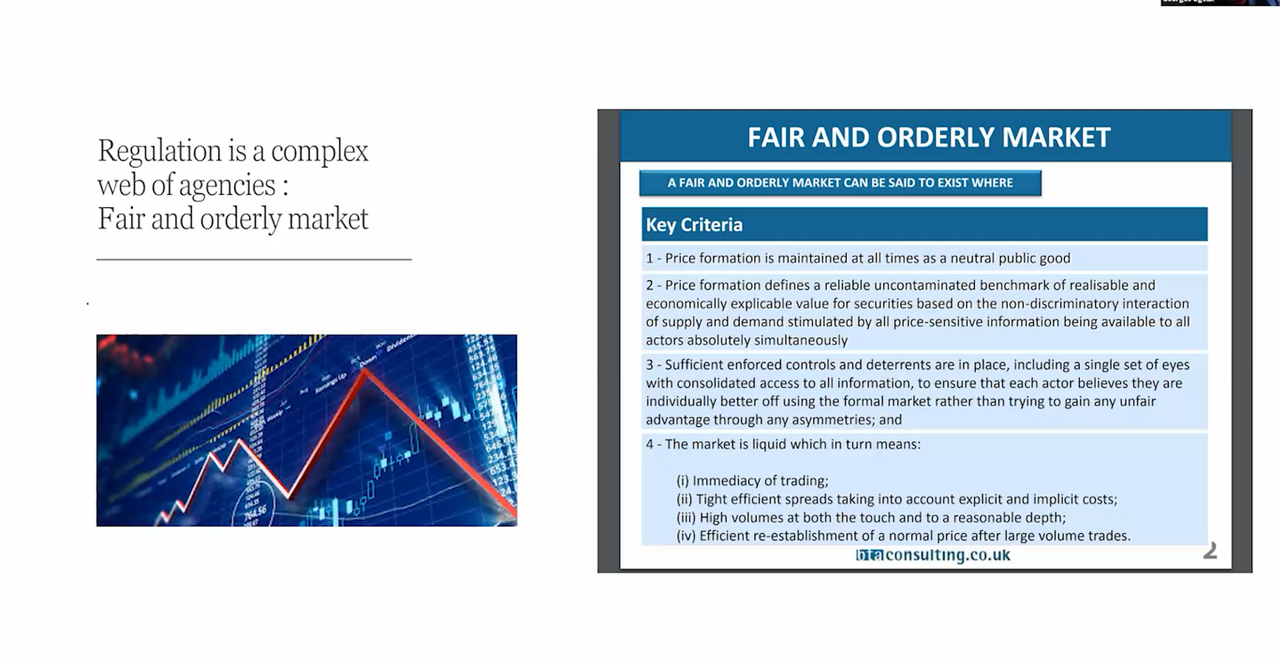 Regulation is a complex
web of agencies :
Fair and orderly market
.
Earnings Up
Down
Dividends
Weekly
764.56
FAIR AND ORDERLY MARKET
A FAIR AND ORDERLY MARKET CAN BE SAID TO EXIST WHERE
Key Criteria
1 - Price formation is maintained at all times as a neutral public good
2 - Price formation defines a reliable uncontaminated benchmark of realisable and
economically explicable value for securities based on the non-discriminatory interaction
of supply and demand stimulated by all price-sensitive information being available to all
actors absolutely simultaneously
3 - Sufficient enforced controls and deterrents are in place, including a single set of eyes
with consolidated access to all information, to ensure that each actor believes they are
individually better off using the formal market rather than trying to gain any unfair
advantage through any asymmetries; and
4 - The market is liquid which in turn means:
(i) Immediacy of trading;
(ii) Tight efficient spreads taking into account explicit and implicit costs;
(iii) High volumes at both the touch and to a reasonable depth;
(iv) Efficient re-establishment of a normal price after large volume trades.
btaconsulting.co.uk
2